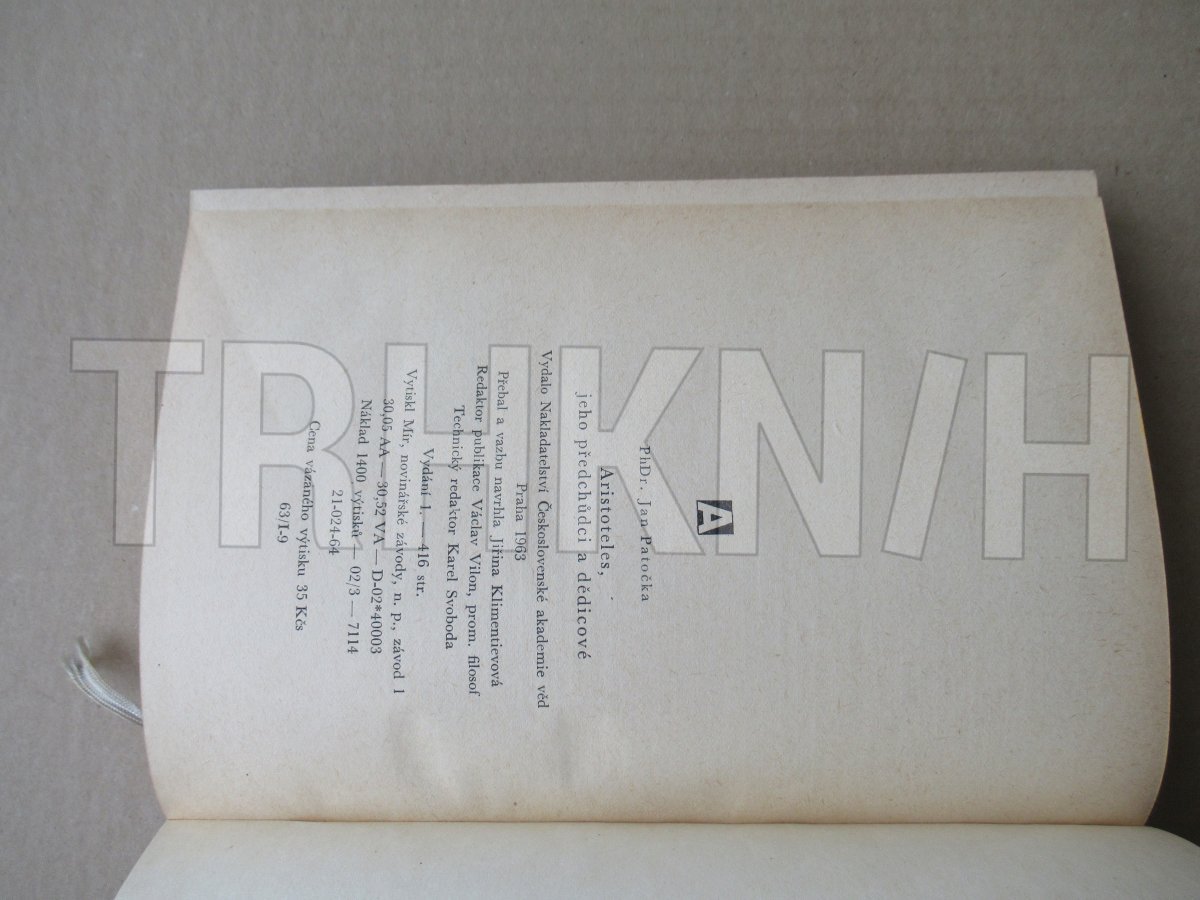 A
PhDr. Jan Patočka
Aristoteles,
jeho předchůdci a dědicové
Vydalo Nakladatelství Československé akademie věd
Praha 1963
Přebal a vazbu navrhla Jiřina Klimentievová
Redaktor publikace Václav Vilon, prom. filosof
Technický redaktor Karel Svoboda
Vydání 1. — 416 str.
Vytiskl Mír, novinářské závody, n. p., závod 1
30,05 AA — 30,52 VA — D-02*40003
Náklad 1400 výtisků — 02/3 — 7114
21-024-64
Cena vázaného výtisku 35 Kčs
63/I-9
TRHKN/H